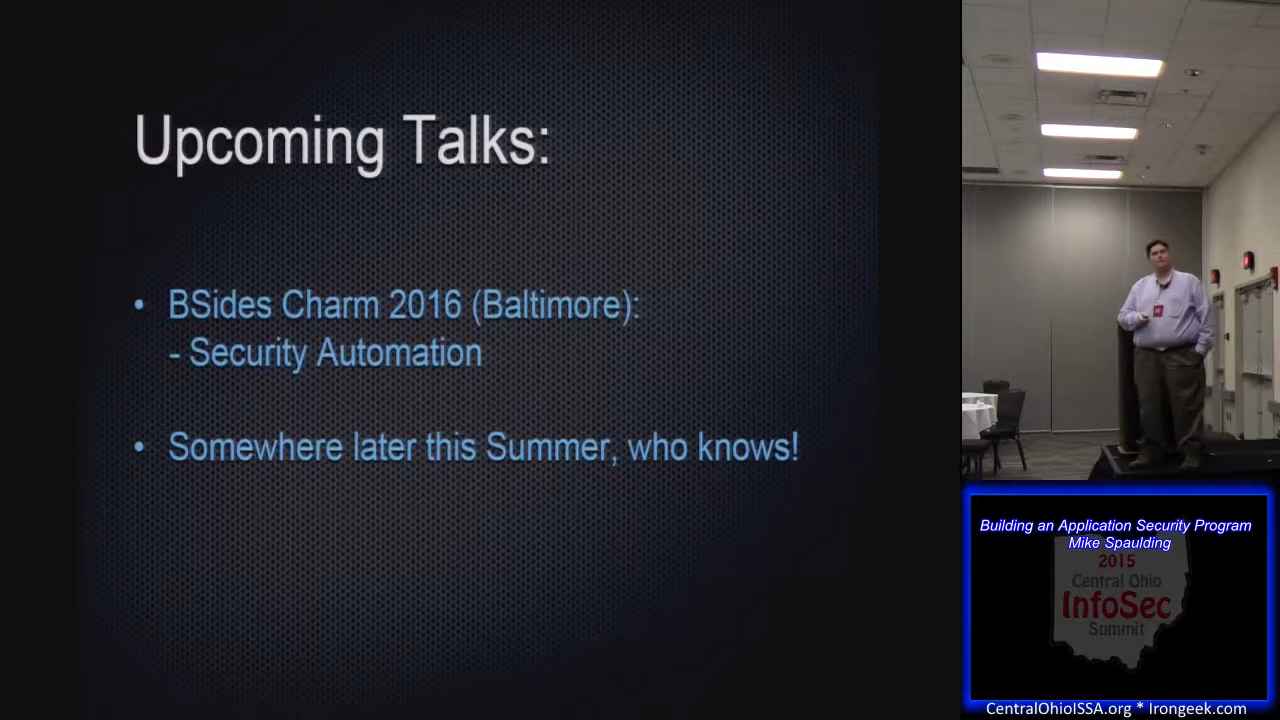 Upcoming Talks:
• BSides Charm 2016 (Baltimore):
- Security Automation
• Somewhere later this Summer, who knows!
Building an Application Security Program
Mike Spaulding
2015
Central Ohio
InfoSec
Summit
CentralOhioISSA.org * Irongeek.com